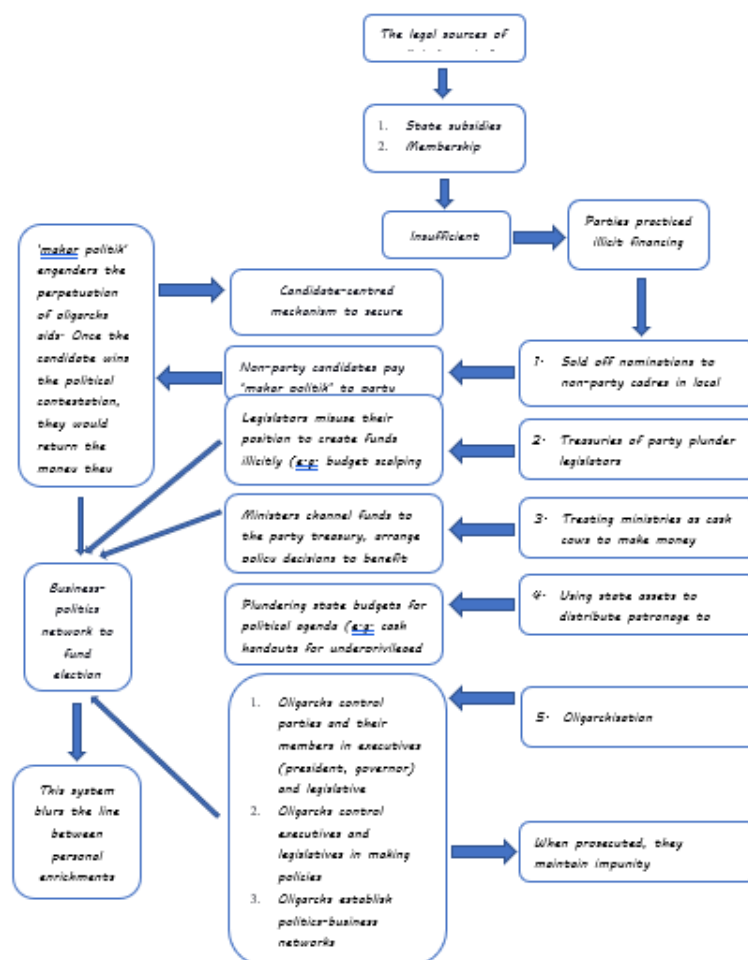 The legal sources of
1. State subsidies
2. Membership
Insufficient
Parties practiced
illicit financing
'makar politik'
engenders the
perpetuation
of oligarchs
aids. Once the
candidate wins
the political
contestation,
they would
return the
money they
Candidate-centred
mechanism to secure
Non-party candidates pay
"makar politik" to party
1. Sold off nominations to
non-party cadres in local
Legislators misuse their
position to create funds
illicitly (e.g. budget scalping
2. Treasuries of party plunder
legislators
Ministers channel funds to
the party treasury, arrange
policy decisions to benefit
3. Treating ministries as cash
cows to make money
Business-
politics
network to
fund
election
Plundering state budgets for
political agenda (e.g. cash
handouts for underprivileged
4. Using state assets to
distribute patronage to
1. Oligarchs control
parties and their
members in executives
(president, governor)
and legislative
2. Oligarchs control
executives and
legislatives in making
policies
3. Oligarchs establish
politics-business
networks
5. Oligarchisation
This system
blurs the line
between
personal
enrichments
When prosecuted, they
maintain impunity